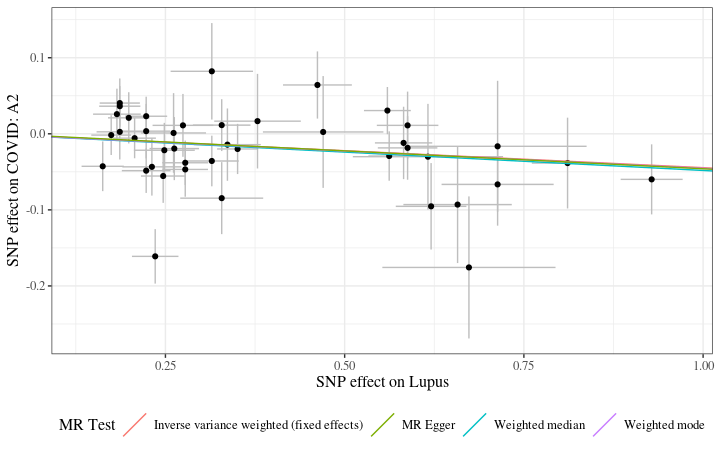 0.1
0.0
-0.1
-0.2
SNP effect on COVID: A2
0.25
0.50
0.75
1.00
SNP effect on Lupus
MR Test
Inverse variance weighted (fixed effects)
MR Egger
Weighted median
Weighted mode